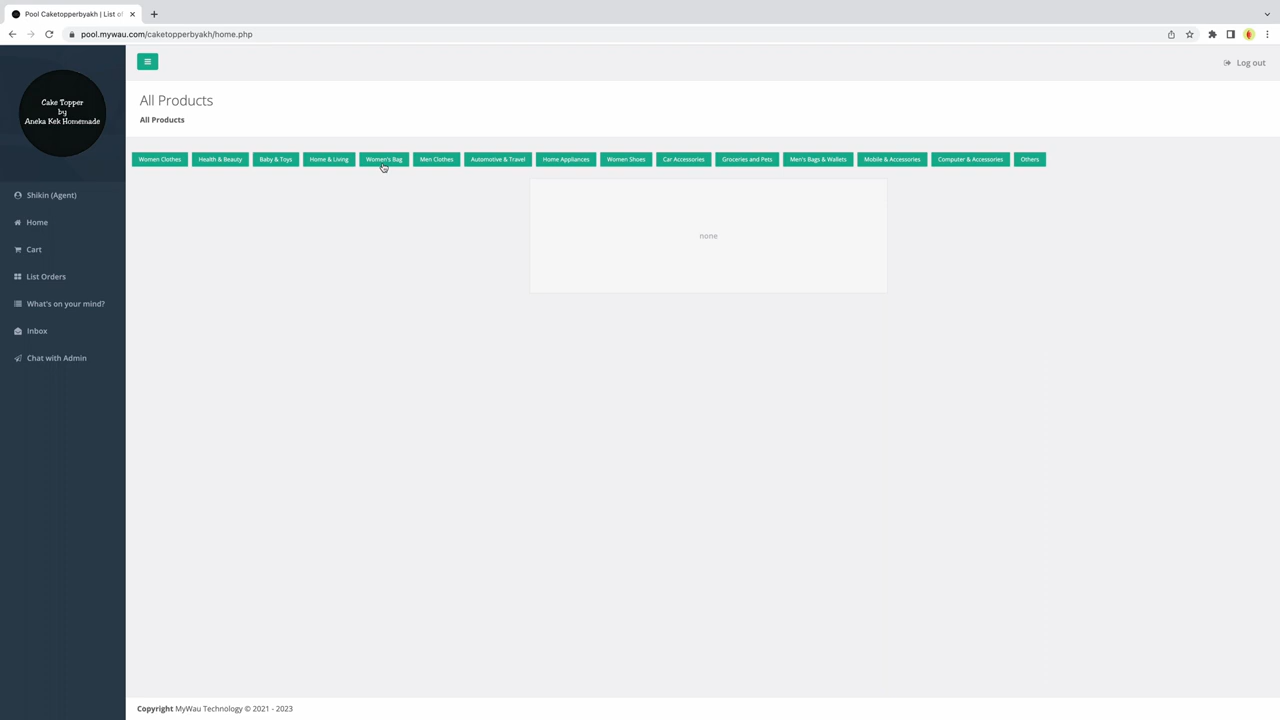 Pool Caketopperbyakh | List of
pool.mywau.com/caketopperbyakh/home.php
Cake Topper
by
Aneka Kek Homemade
Shikin (Agent)
Home
Cart
List Orders
What's on your mind?
Inbox
Chat with Admin
Log out
All Products
All Products
Women Clothes Health & Beauty Baby & Toys Home & Living Women's Bag Men Clothes Automotive & Travel Home Appliances Women Shoes Car Accessories Groceries and Pets Men's Bags & Wallets Mobile & Accessories Computer & Accessories Others
none
Copyright MyWau Technology © 2021 - 2023